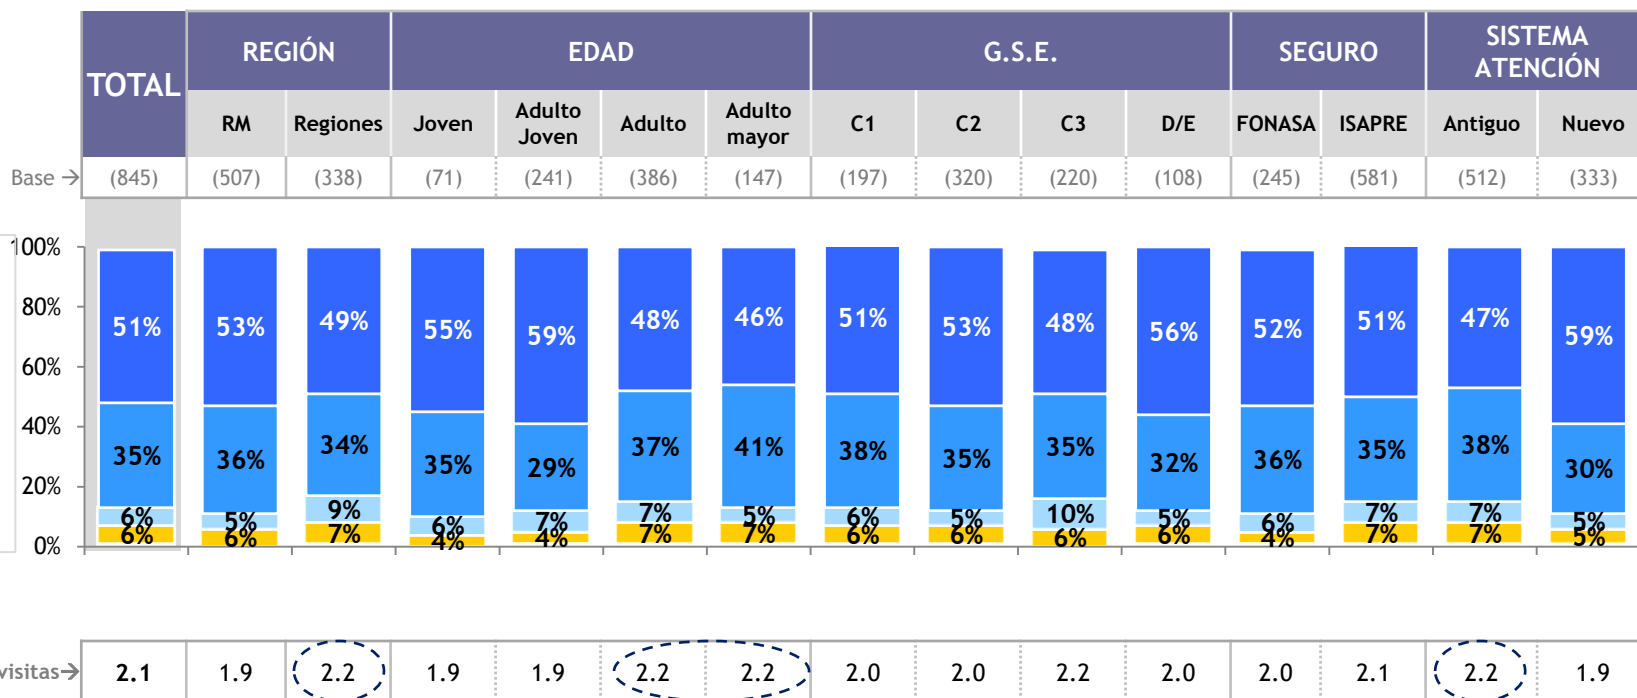 TOTAL REGIÓN EDAD G.S.E. SEGURO SISTEMA ATENCIÓN
RM Regiones Joven Adulto Joven Adulto Adulto mayor C1 C2 C3 D/E FONASA ISAPRE Antiguo Nuevo
Base → (845) (507) (338) (71) (241) (386) (147) (197) (320) (220) (108) (245) (581) (512) (333)
100%
80%
60%
40%
20%
0%
51% 53% 49% 55% 59% 48% 46% 51% 53% 48% 56% 52% 51% 47% 59%
35% 36% 34% 35% 29% 37% 41% 38% 35% 35% 32% 36% 35% 38% 30%
6% 5% 9% 6% 7% 7% 5% 6% 5% 10% 5% 6% 7% 7% 5%
6% 6% 7% 4% 4% 7% 7% 6% 6% 6% 6% 4% 7% 7% 5%
visitas→ 2.1 1.9 2.2 1.9 1.9 2.2 2.2 2.0 2.0 2.2 2.0 2.0 2.1 2.2 1.9